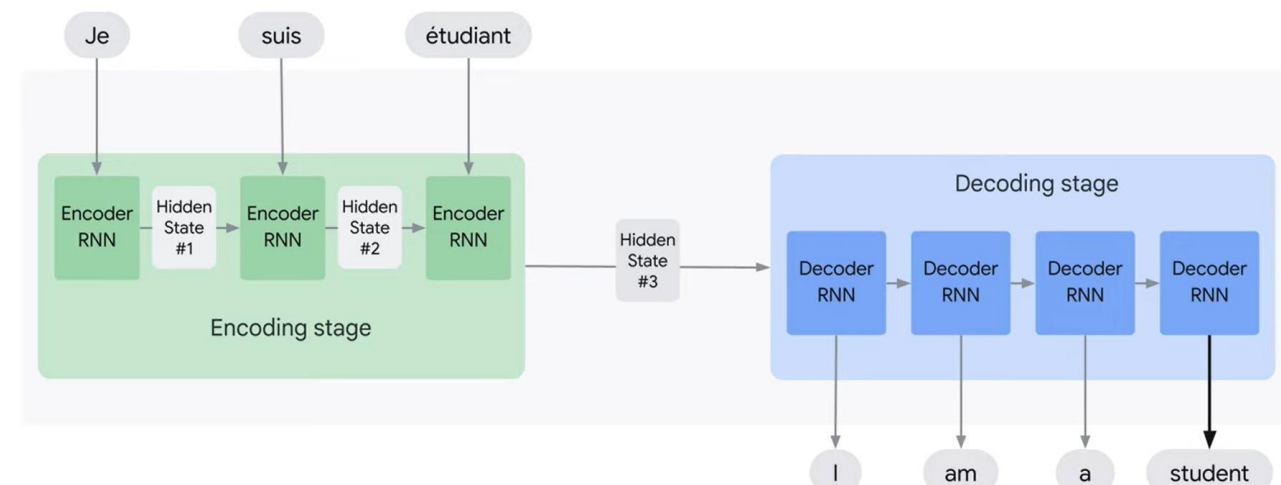 Je
suis
étudiant
Encoder
RNN
Hidden
State
#1
Encoder
RNN
Hidden
State
#2
Encoder
RNN
Encoding stage
Hidden
State
#3
Decoding stage
Decoder
RNN
Decoder
RNN
Decoder
RNN
Decoder
RNN
I
am
a
student